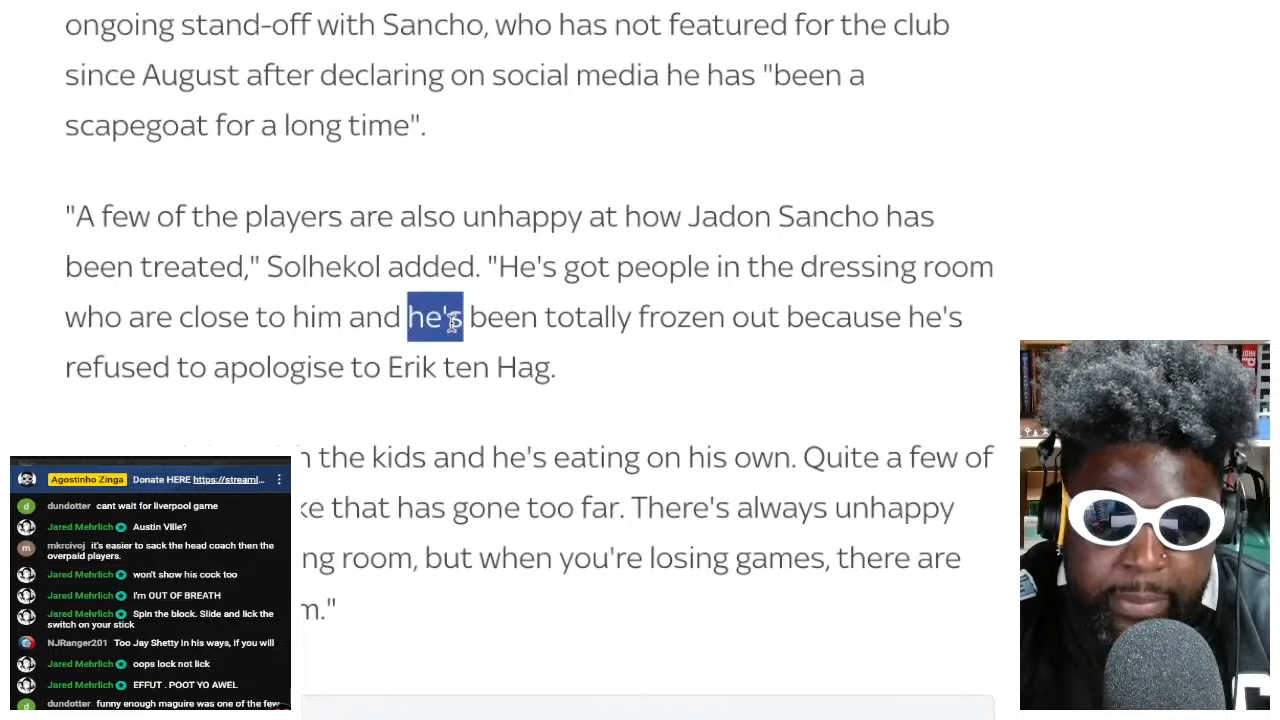 ongoing stand-off with Sancho, who has not featured for the club
since August after declaring on social media he has "been a
scapegoat for a long time".
"A few of the players are also unhappy at how Jadon Sancho has
been treated," Solhekol added. "He's got people in the dressing room
who are close to him and he's been totally frozen out because he's
refused to apologise to Erik ten Hag.
the kids and he's eating on his own. Quite a few of
that has gone too far. There's always unhappy
room, but when you're losing games, there are
Agostinho Zinga Donate HERE https://streaml...
dundotter cant wait for liverpool game
Jared Mehrlich Austin Ville?
mkrcivoj it's easier to sack the head coach then the
overpaid players.
Jared Mehrlich won't show his cock too
Jared Mehrlich I'm OUT OF BREATH
Jared Mehrlich Spin the block. Slide and lick the
switch on your stick
NJRanger201 Too Jay Shetty in his ways, if you will
Jared Mehrlich oops lock not lick
Jared Mehrlich EFFUT . POOT YO AWEL
dundotter funny enough maguire was one of the few